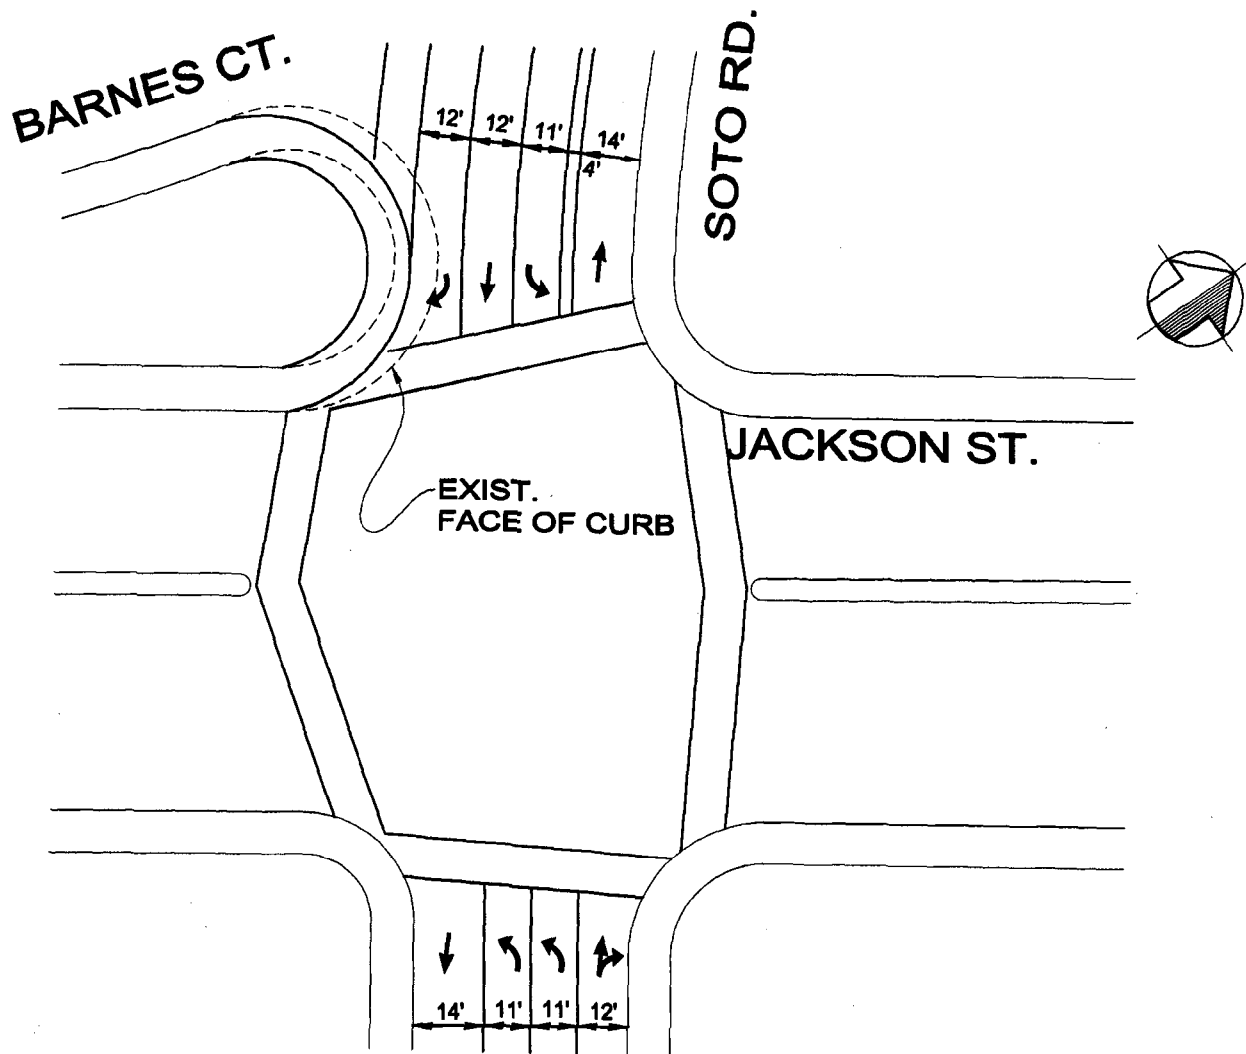 BARNES CT.
SOTO RD.
12' 12' 11' 14'
4'
JACKSON ST.
EXIST.
FACE OF CURB
14' 11' 11' 12'